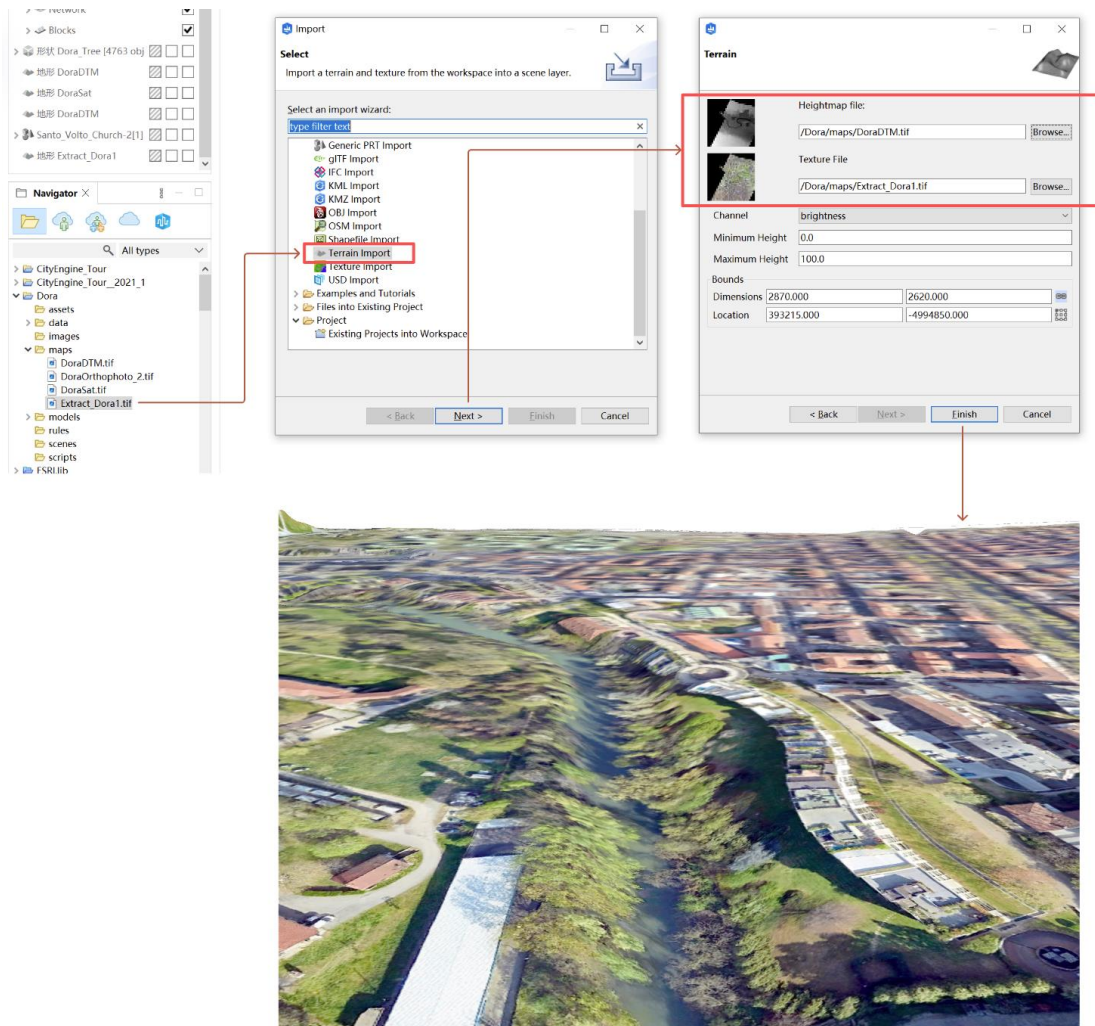 Network
Blocks
形状 Dora_Tree [4763 obj
地形 DoraDTM
地形 DoraSat
地形 DoraDTM
Santo_Volto_Church-2[1]
地形 Extract_Dora1
Navigator
All types
CityEngine_Tour
CityEngine_Tour__2021_1
Dora
assets
data
images
maps
DoraDTM.tif
DoraOrthophoto_2.tif
DoraSat.tif
Extract_Dora1.tif
models
rules
scenes
scripts
ESRI.lib
Import
Select
Import a terrain and texture from the workspace into a scene layer.
Select an import wizard:
type filter text
Generic PRT Import
glTF Import
IFC Import
KML Import
KMZ Import
OBJ Import
OSM Import
Shapefile Import
Terrain Import
Texture Import
USD Import
Examples and Tutorials
Files into Existing Project
Project
Existing Projects into Workspace
< Back Next > Finish Cancel
Terrain
Heightmap file:
/Dora/maps/DoraDTM.tif Browse...
Texture File
/Dora/maps/Extract_Dora1.tif Browse...
Channel brightness
Minimum Height 0.0
Maximum Height 100.0
Bounds
Dimensions 2870.000 2620.000
Location 393215.000 -4994850.000
< Back Next > Finish Cancel